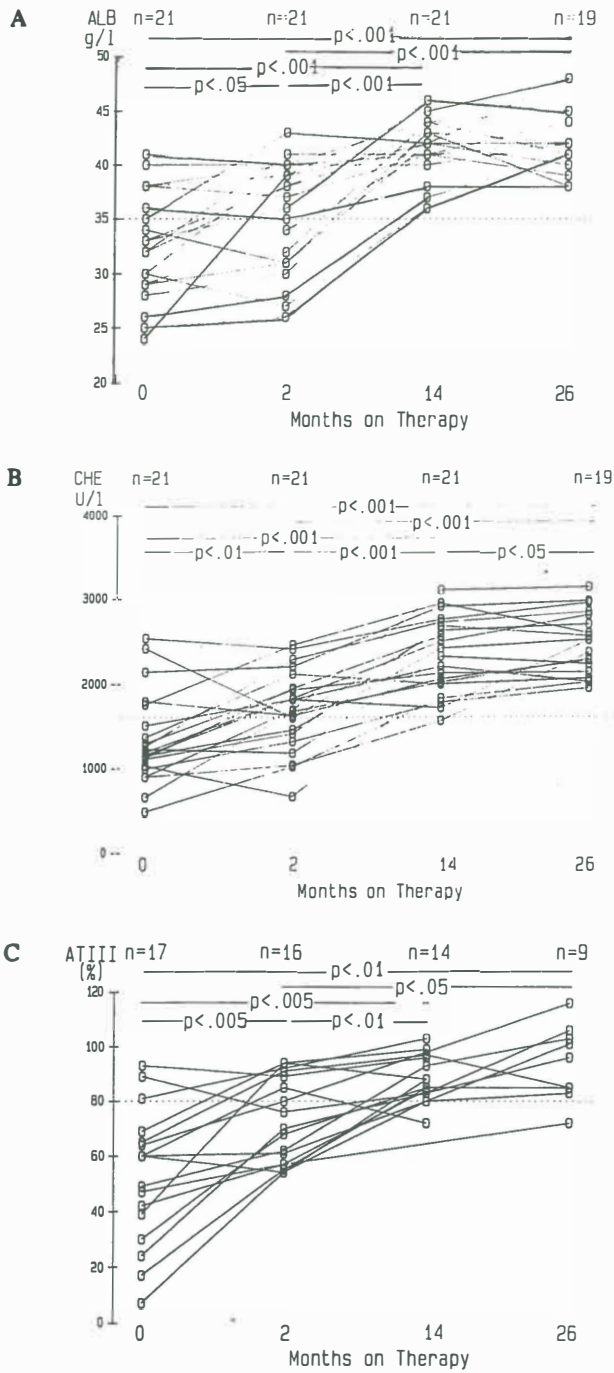 A
ALB n=21 n=21 n=21 n=19
g/l
p<.001
p<.001
p<.001
p<.05 p<.001
50
45
40
35
30
25
20
0 2 14 26
Months on Therapy
B
CHE n=21 n=21 n=21 n=19
U/l
p<.001
p<.001
p<.001
p<.01 p<.001 p<.05
4000
3000
2000
1000
0
0 2 14 26
Months on Therapy
C
ATIII n=17 n=16 n=14 n=9
(%)
p<.01
p<.05
p<.005
p<.005 p<.01
120
100
80
60
40
20
0
0 2 14 26
Months on Therapy